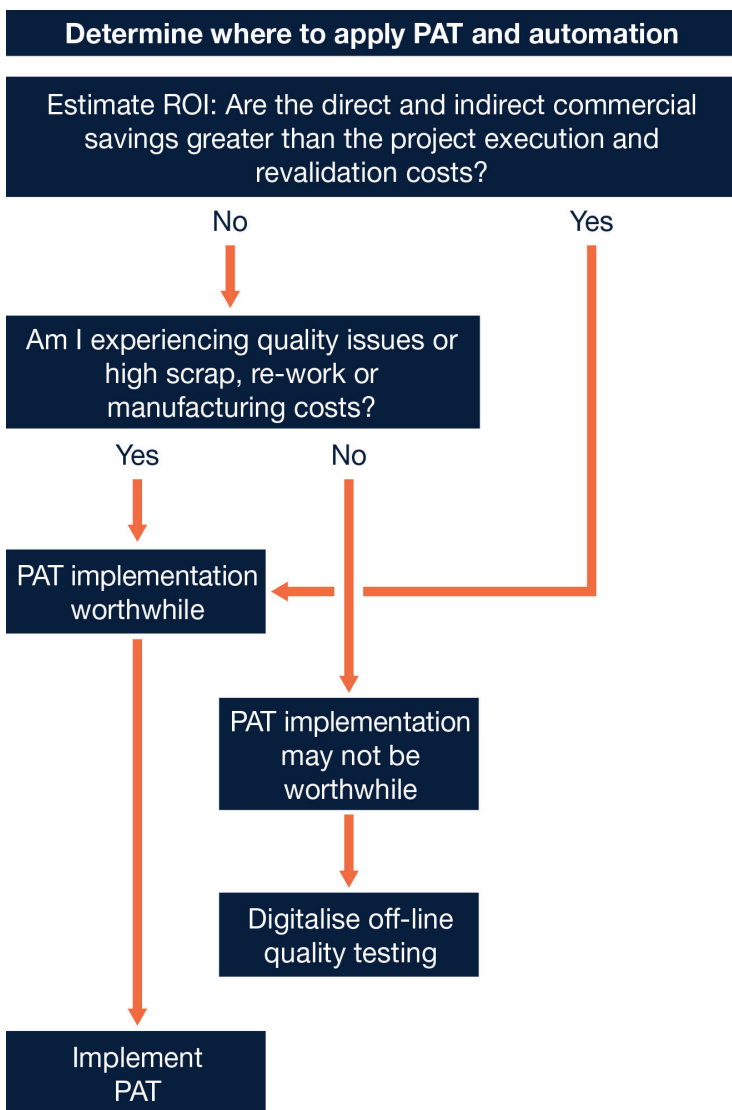 Determine where to apply PAT and automation
Estimate ROI: Are the direct and indirect commercial
savings greater than the project execution and
revalidation costs?
No
Yes
Am I experiencing quality issues or
high scrap, re-work or
manufacturing costs?
Yes
No
PAT implementation
worthwhile
PAT implementation
may not be
worthwhile
Digitalise off-line
quality testing
Implement
PAT